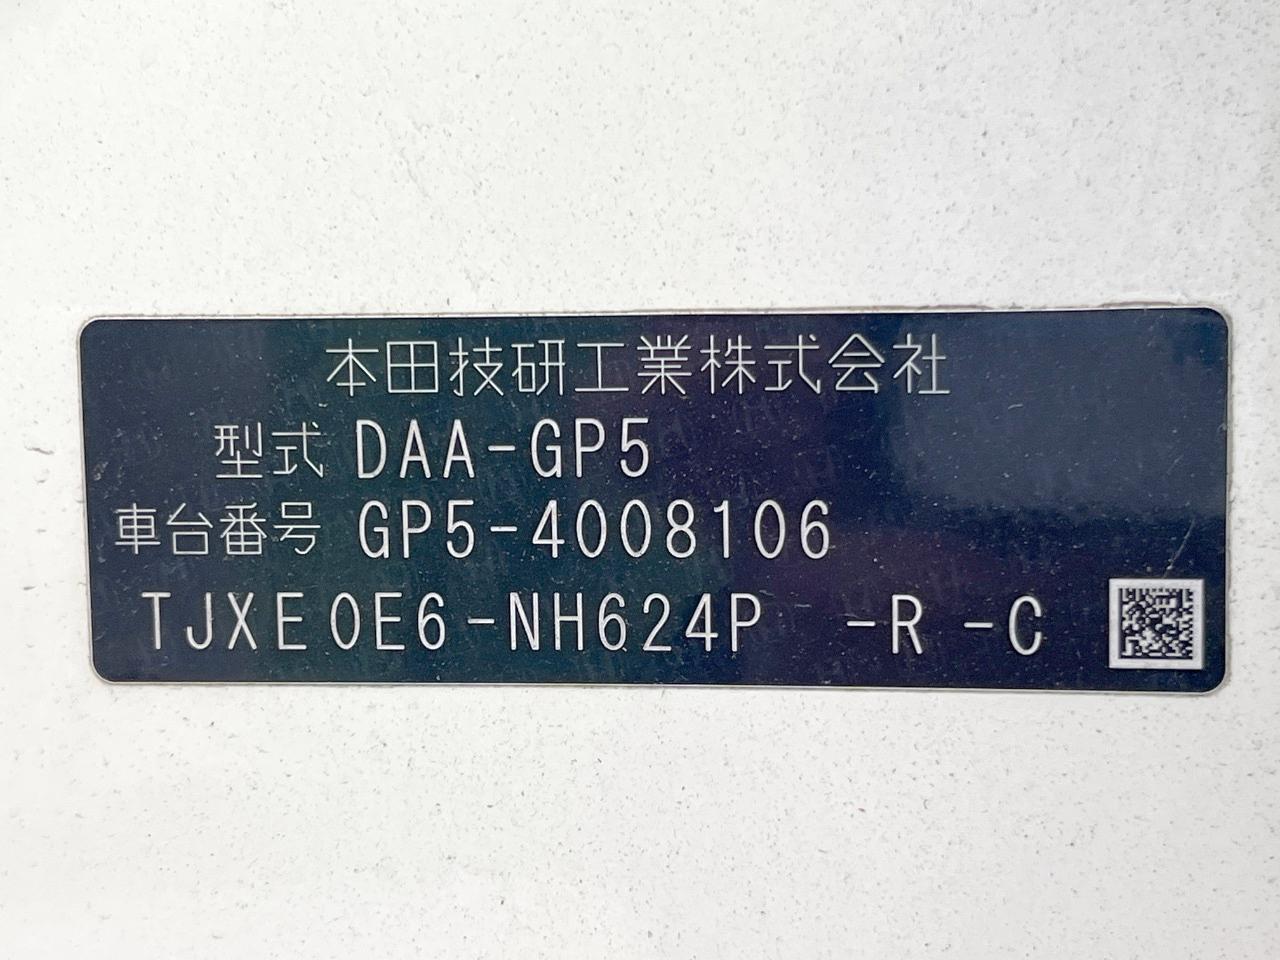 本田技研工業株式会社
型式 DAA-GP5
車台番号 GP5-4008106
TJXE0E6-NH624P -R -C